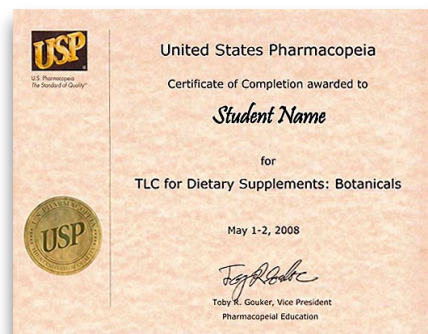 USP
U.S. Pharmacopeia
The Standard of Quality
United States Pharmacopeia
Certificate of Completion awarded to
Student Name
for
TLC for Dietary Supplements: Botanicals
May 1-2, 2008
Toby R. Gouker, Vice President
Pharmacopeial Education
U.S. PHARMACOPEIA
USP